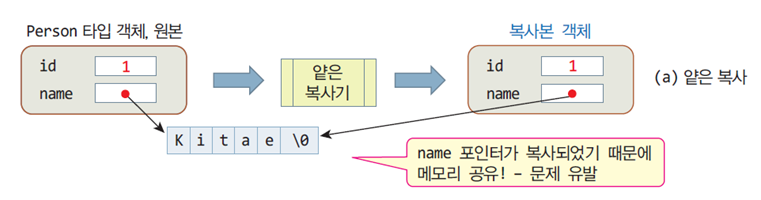 Person 타입 객체, 원본
복사본 객체
id 1
name
얕은
복사기
id 1
name
(a) 얕은 복사
K i t a e \0
name 포인터가 복사되었기 때문에
메모리 공유! - 문제 유발